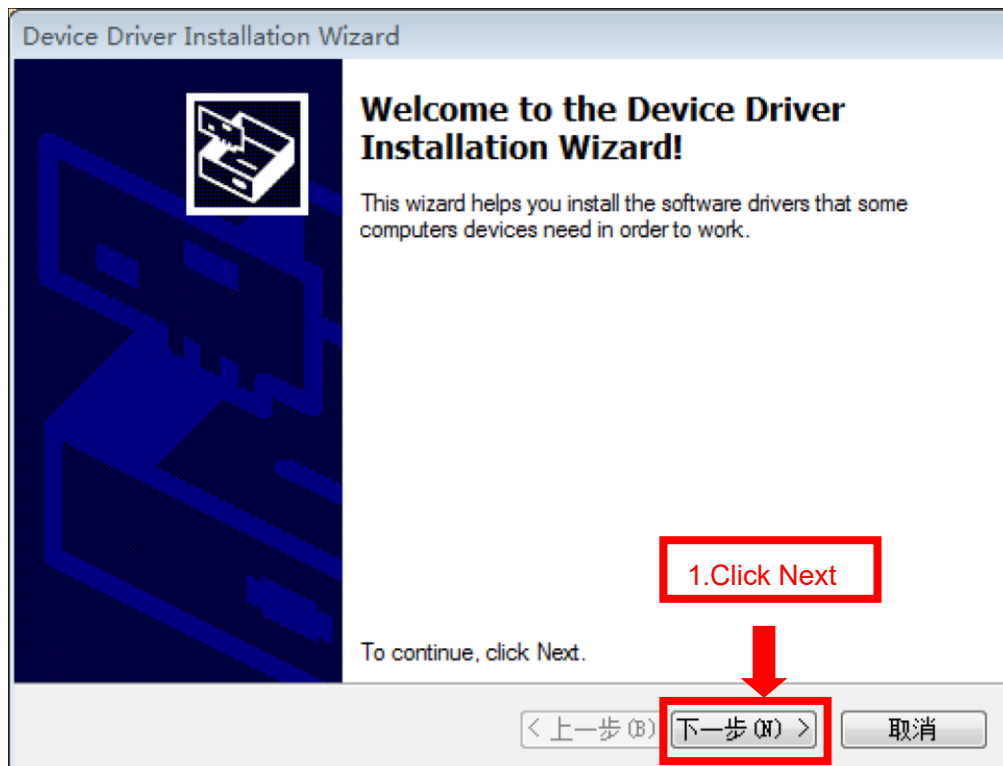 Device Driver Installation Wizard
Welcome to the Device Driver
Installation Wizard!
This wizard helps you install the software drivers that some
computers devices need in order to work.
1.Click Next
To continue, click Next.
< 上一步(B) 下一步(N) > 取消